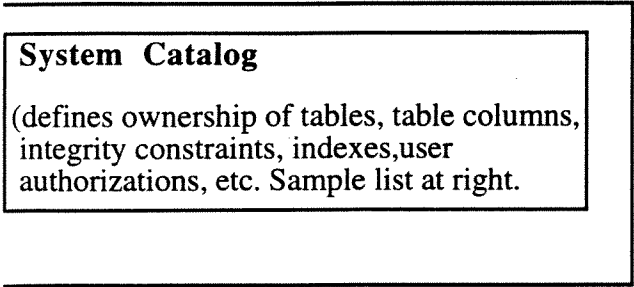 System Catalog
(defines ownership of tables, table columns,
integrity constraints, indexes,user
authorizations, etc. Sample list at right.